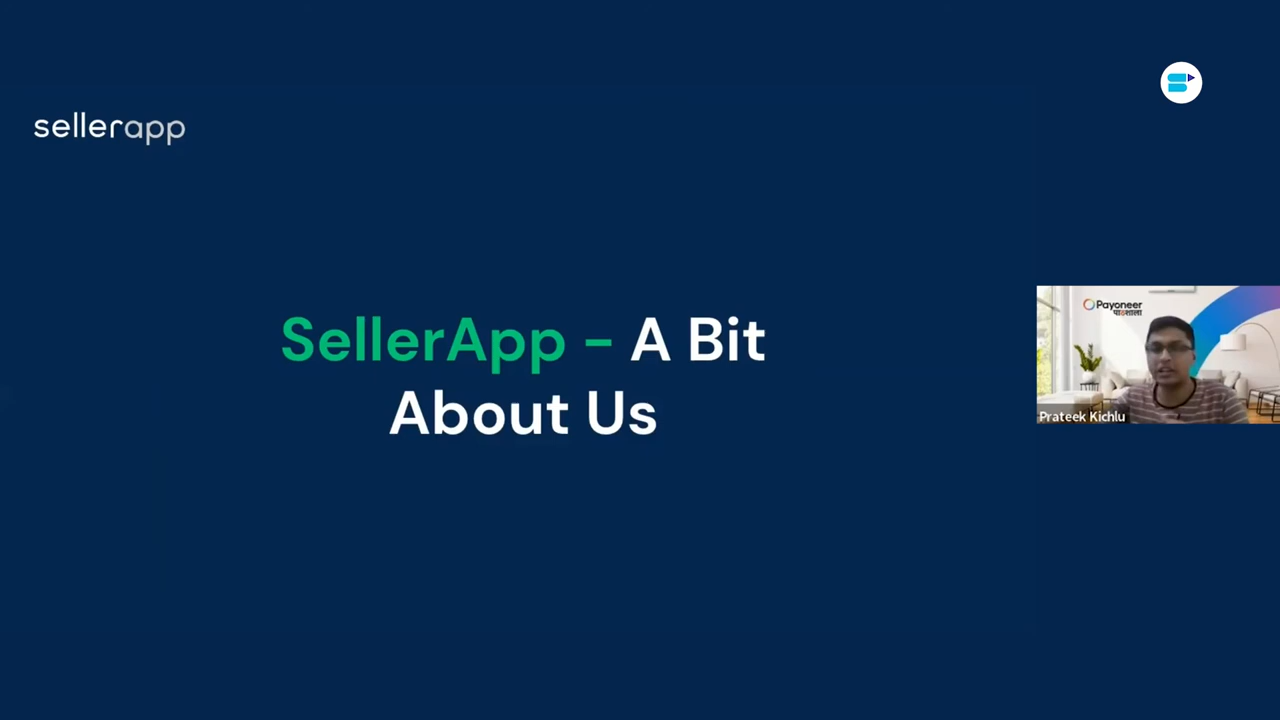 sellerapp
SellerApp - A Bit
About Us
Payoneer
पाठशाला
Prateek Kichlu